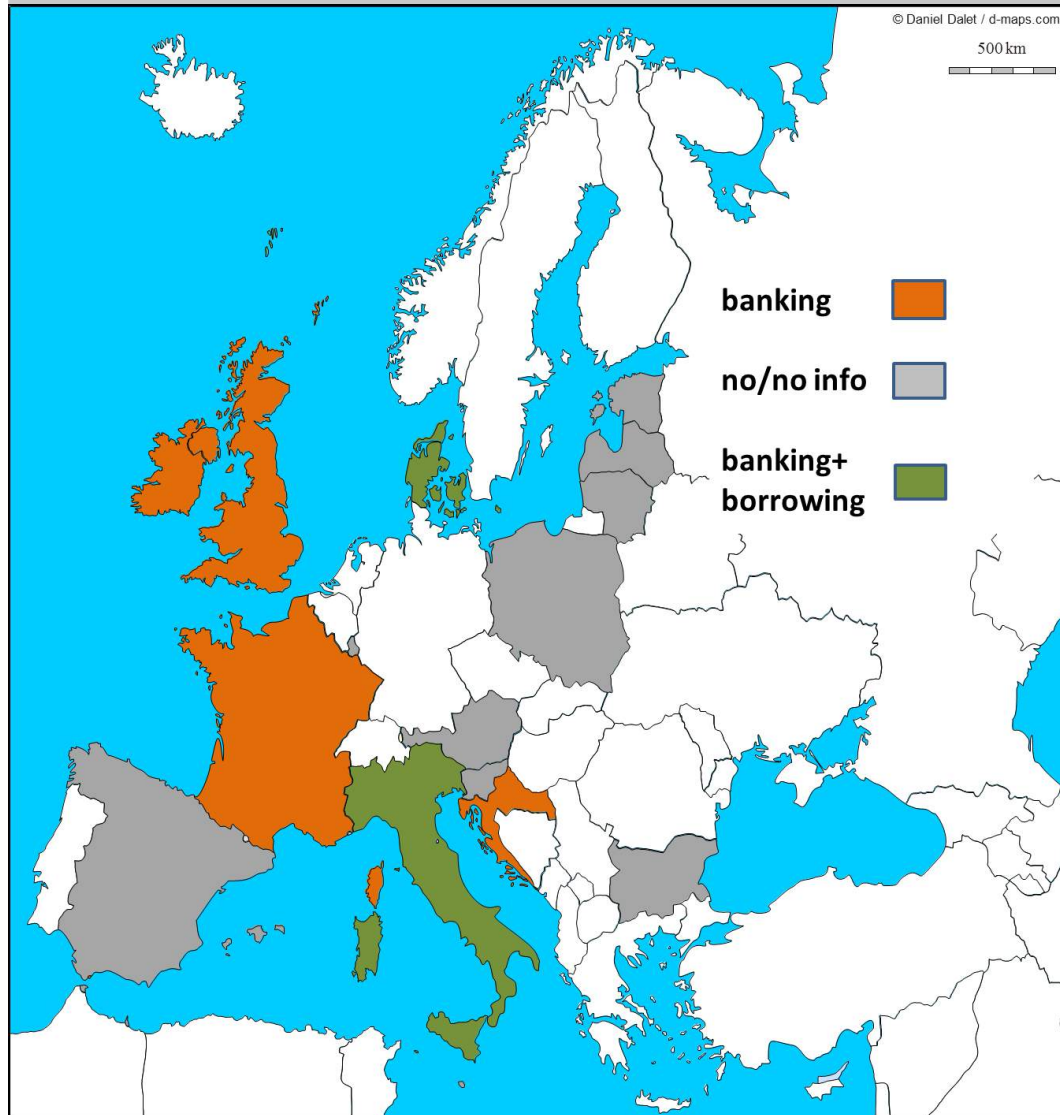 © Daniel Dalet / d-maps.com
500 km
banking
no/no info
banking+
borrowing